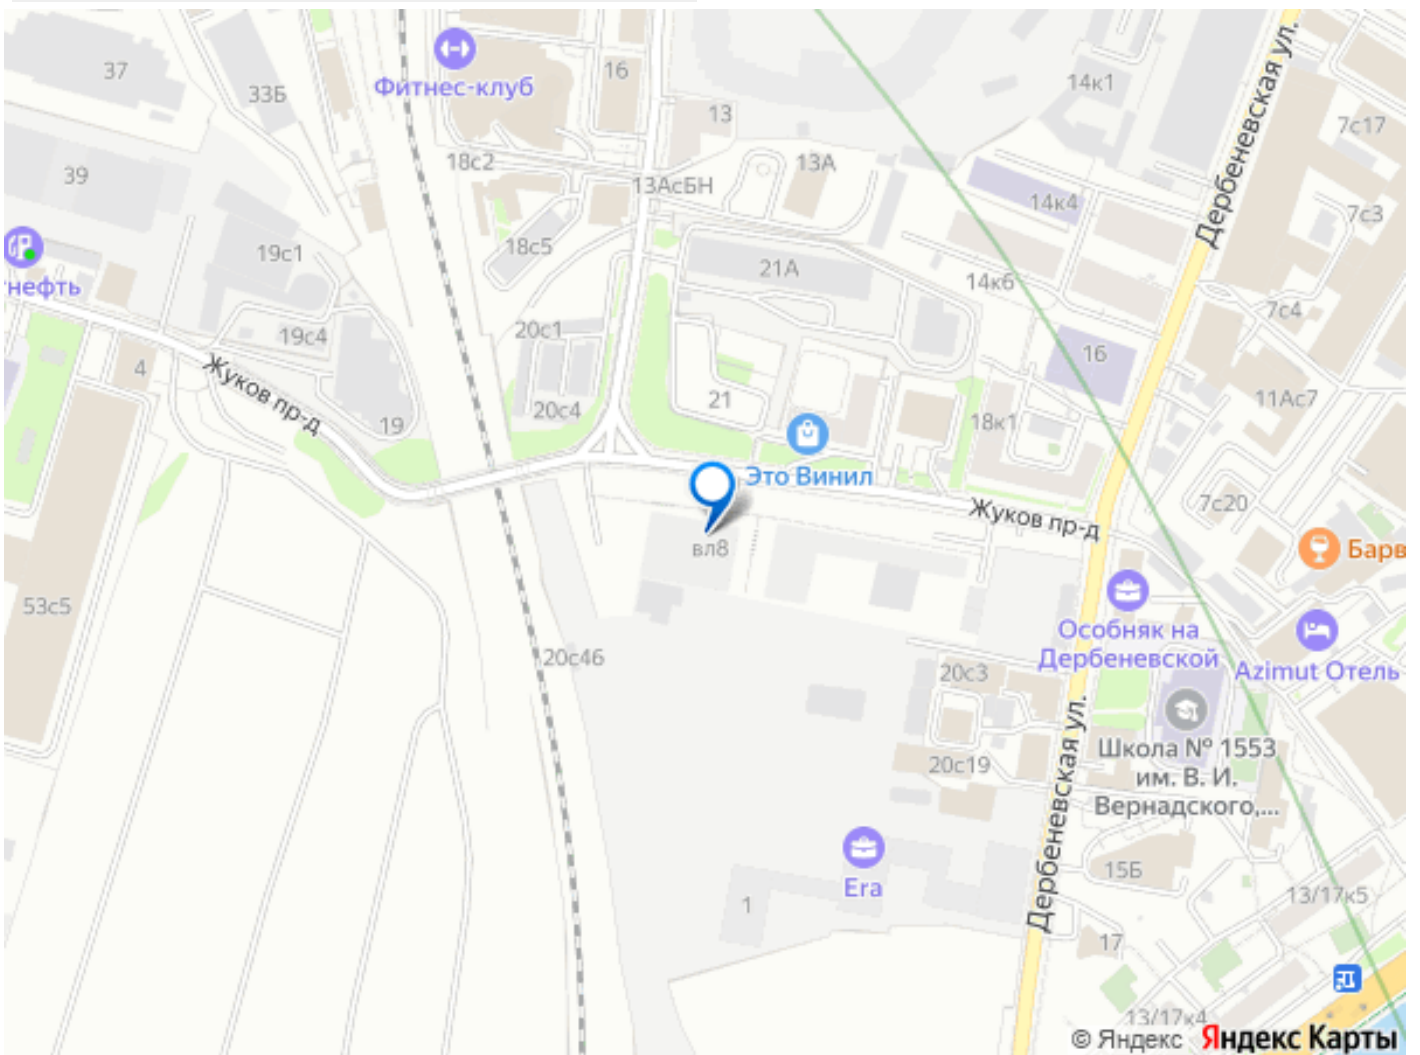 37
33Б
Фитнес-клуб
16
14к1
Дербеневская ул.
7с17
13
18с2
13АсБН
13А
39
14к4
7с3
18с5
19с1
21А
14к6
нефть
7с4
20с1
19с4
16
4
Жуков пр-д
11Ас7
20с4
21
18к1
19
Это Винил
7с20
Жуков пр-д
вл8
Барв
53с5
Особняк на
Дербеневской
Azimut Отель
20с46
20с3
Школа № 1553
им. В. И.
Вернадского,...
20с19
Дербеневская ул.
Era
15Б
1
13/17к5
17
13/17к4
© Яндекс Яндекс Карты